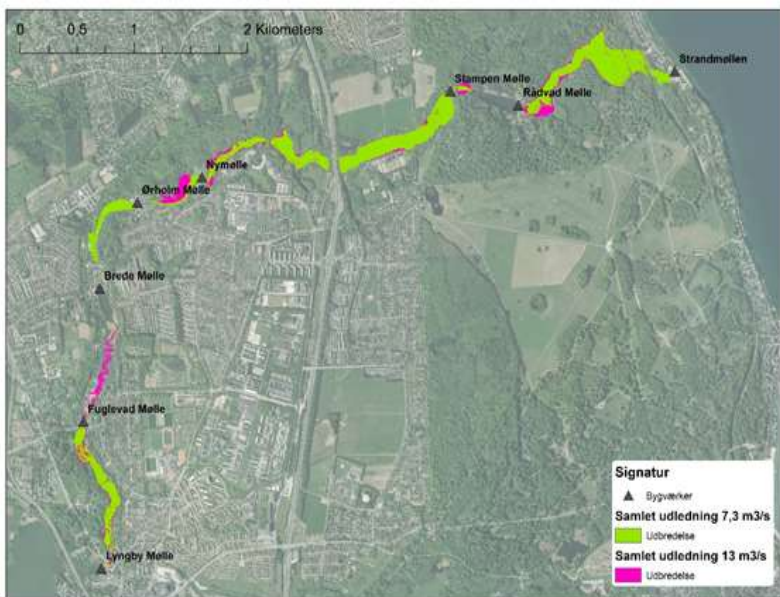 0 0,5 1 2 Kilometers
Strandmøllen
Stampen Mølle
Rådvad Mølle
Nymølle
Ørholm Mølle
Brede Mølle
Fuglevad Mølle
Lyngby Mølle
Signatur
Bygværker
Samlet udledning 7,3 m3/s
Udbredelse
Samlet udledning 13 m3/s
Udbredelse